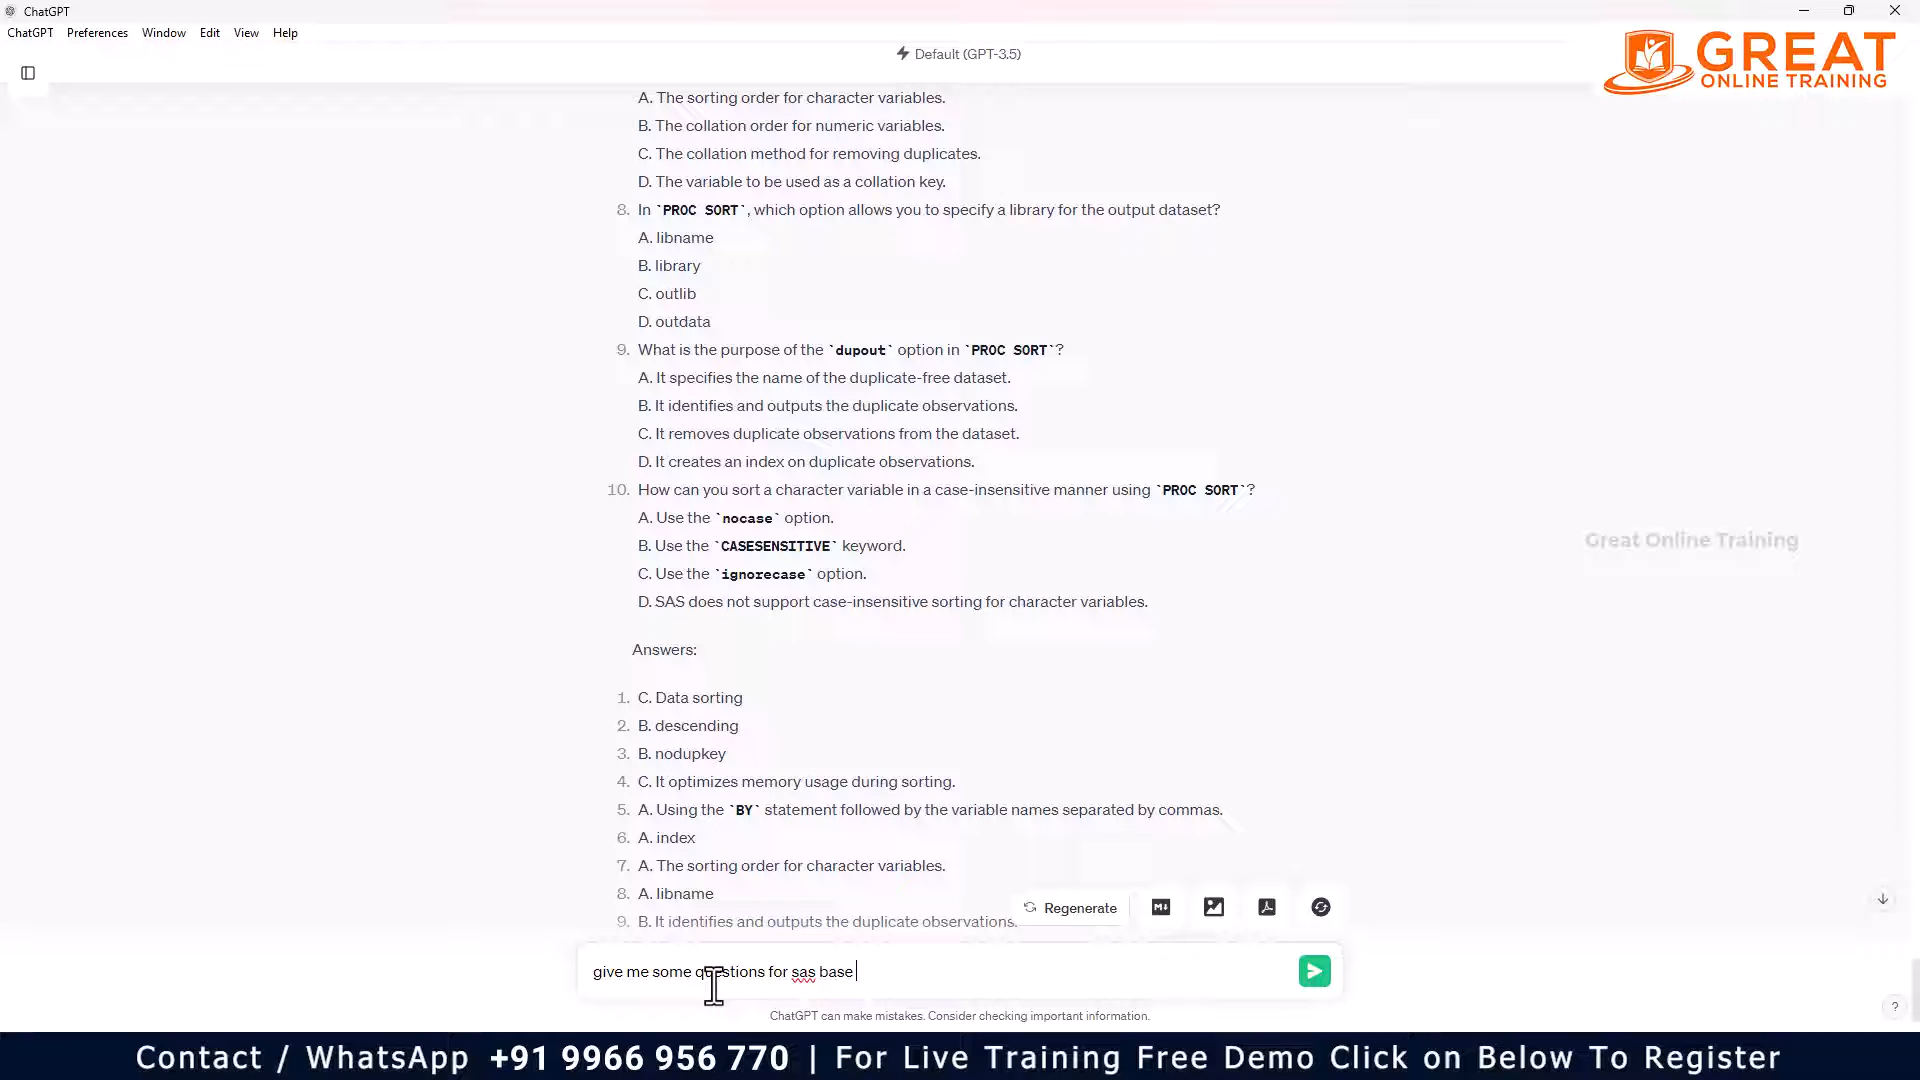 ChatGPT
ChatGPT Preferences Window Edit View Help
Default (GPT-3.5)
GREAT
ONLINE TRAINING
A. The sorting order for character variables.
B. The collation order for numeric variables.
C. The collation method for removing duplicates.
D. The variable to be used as a collation key.
8. In `PROC SORT`, which option allows you to specify a library for the output dataset?
A. libname
B. library
C. outlib
D. outdata
9. What is the purpose of the `dupout` option in `PROC SORT`?
A. It specifies the name of the duplicate-free dataset.
B. It identifies and outputs the duplicate observations.
C. It removes duplicate observations from the dataset.
D. It creates an index on duplicate observations.
10. How can you sort a character variable in a case-insensitive manner using `PROC SORT`?
A. Use the `nocase` option.
B. Use the `CASESENSITIVE` keyword.
C. Use the `ignorecase` option.
D. SAS does not support case-insensitive sorting for character variables.
Great Online Training
Answers:
1. C. Data sorting
2. B. descending
3. B. nodupkey
4. C. It optimizes memory usage during sorting.
5. A. Using the `BY` statement followed by the variable names separated by commas.
6. A. index
7. A. The sorting order for character variables.
8. A. libname
9. B. It identifies and outputs the duplicate observations.
Regenerate
give me some questions for sas base
ChatGPT can make mistakes. Consider checking important information.
?
Contact / WhatsApp +91 9966 956 770 | For Live Training Free Demo Click on Below To Register